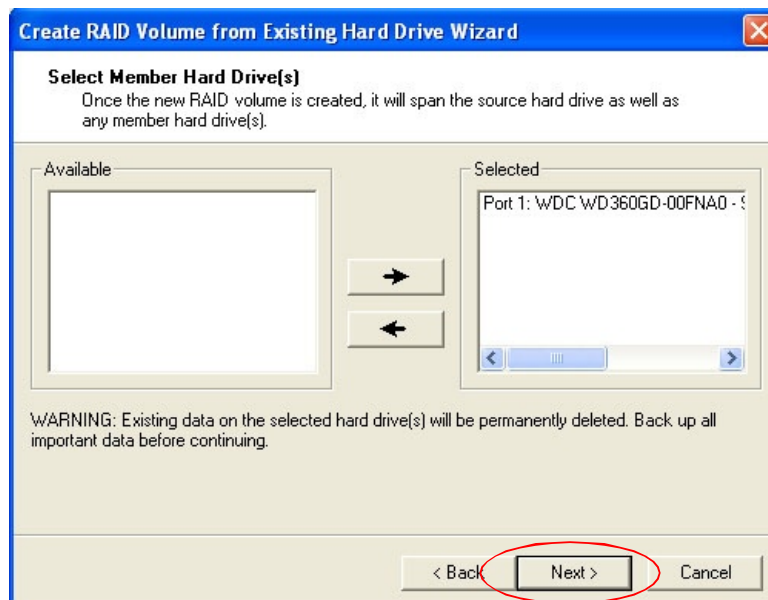 Create RAID Volume from Existing Hard Drive Wizard
Select Member Hard Drive(s)
Once the new RAID volume is created, it will span the source hard drive as well as
any member hard drive(s).
Available
Selected
Port 1: WDC WD360GD-00FNA0 -
WARNING: Existing data on the selected hard drive(s) will be permanently deleted. Back up all
important data before continuing.
< Back
Next >
Cancel